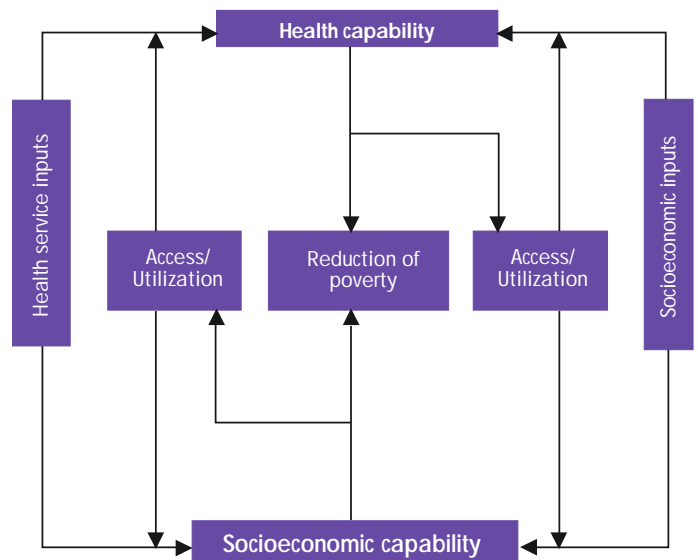 Health capability
Health service inputs
Socioeconomic inputs
Access/
Utilization
Reduction of
poverty
Access/
Utilization
Socioeconomic capability